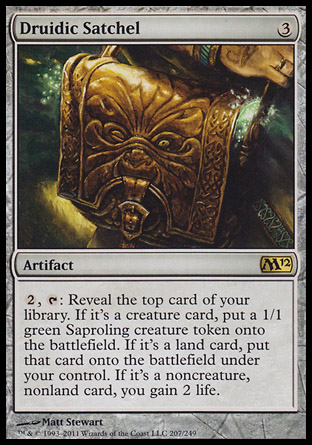 Druidic Satchel 3
Artifact M12
2, T: Reveal the top card of your
library. If it's a creature card, put a 1/1
green Saproling creature token onto
the battlefield. If it's a land card, put
that card onto the battlefield under
your control. If it's a noncreature,
nonland card, you gain 2 life.
Matt Stewart
™ & © 1993–2011 Wizards of the Coast LLC 207/249